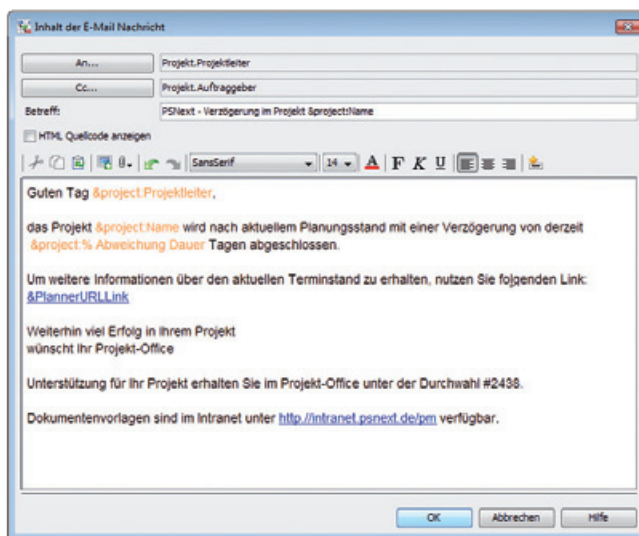 Inhalt der E-Mail Nachricht
An... Projekt.Projektleiter
Cc... Projekt.Auftraggeber
Betreff: PSNext - Verzögerung im Projekt &project:Name
HTML Quellcode anzeigen
SansSerif 14 A F K U
Guten Tag &project:Projektleiter,
das Projekt &project:Name wird nach aktuellem Planungsstand mit einer Verzögerung von derzeit
&project:% Abweichung Dauer Tagen abgeschlossen.
Um weitere Informationen über den aktuellen Terminstand zu erhalten, nutzen Sie folgenden Link:
&PlannerURLLink
Weiterhin viel Erfolg in Ihrem Projekt
wünscht Ihr Projekt-Office
Unterstützung für Ihr Projekt erhalten Sie im Projekt-Office unter der Durchwahl #2438.
Dokumentenvorlagen sind im Intranet unter http://intranet.psnext.de/pm verfügbar.
OK Abbrechen Hilfe